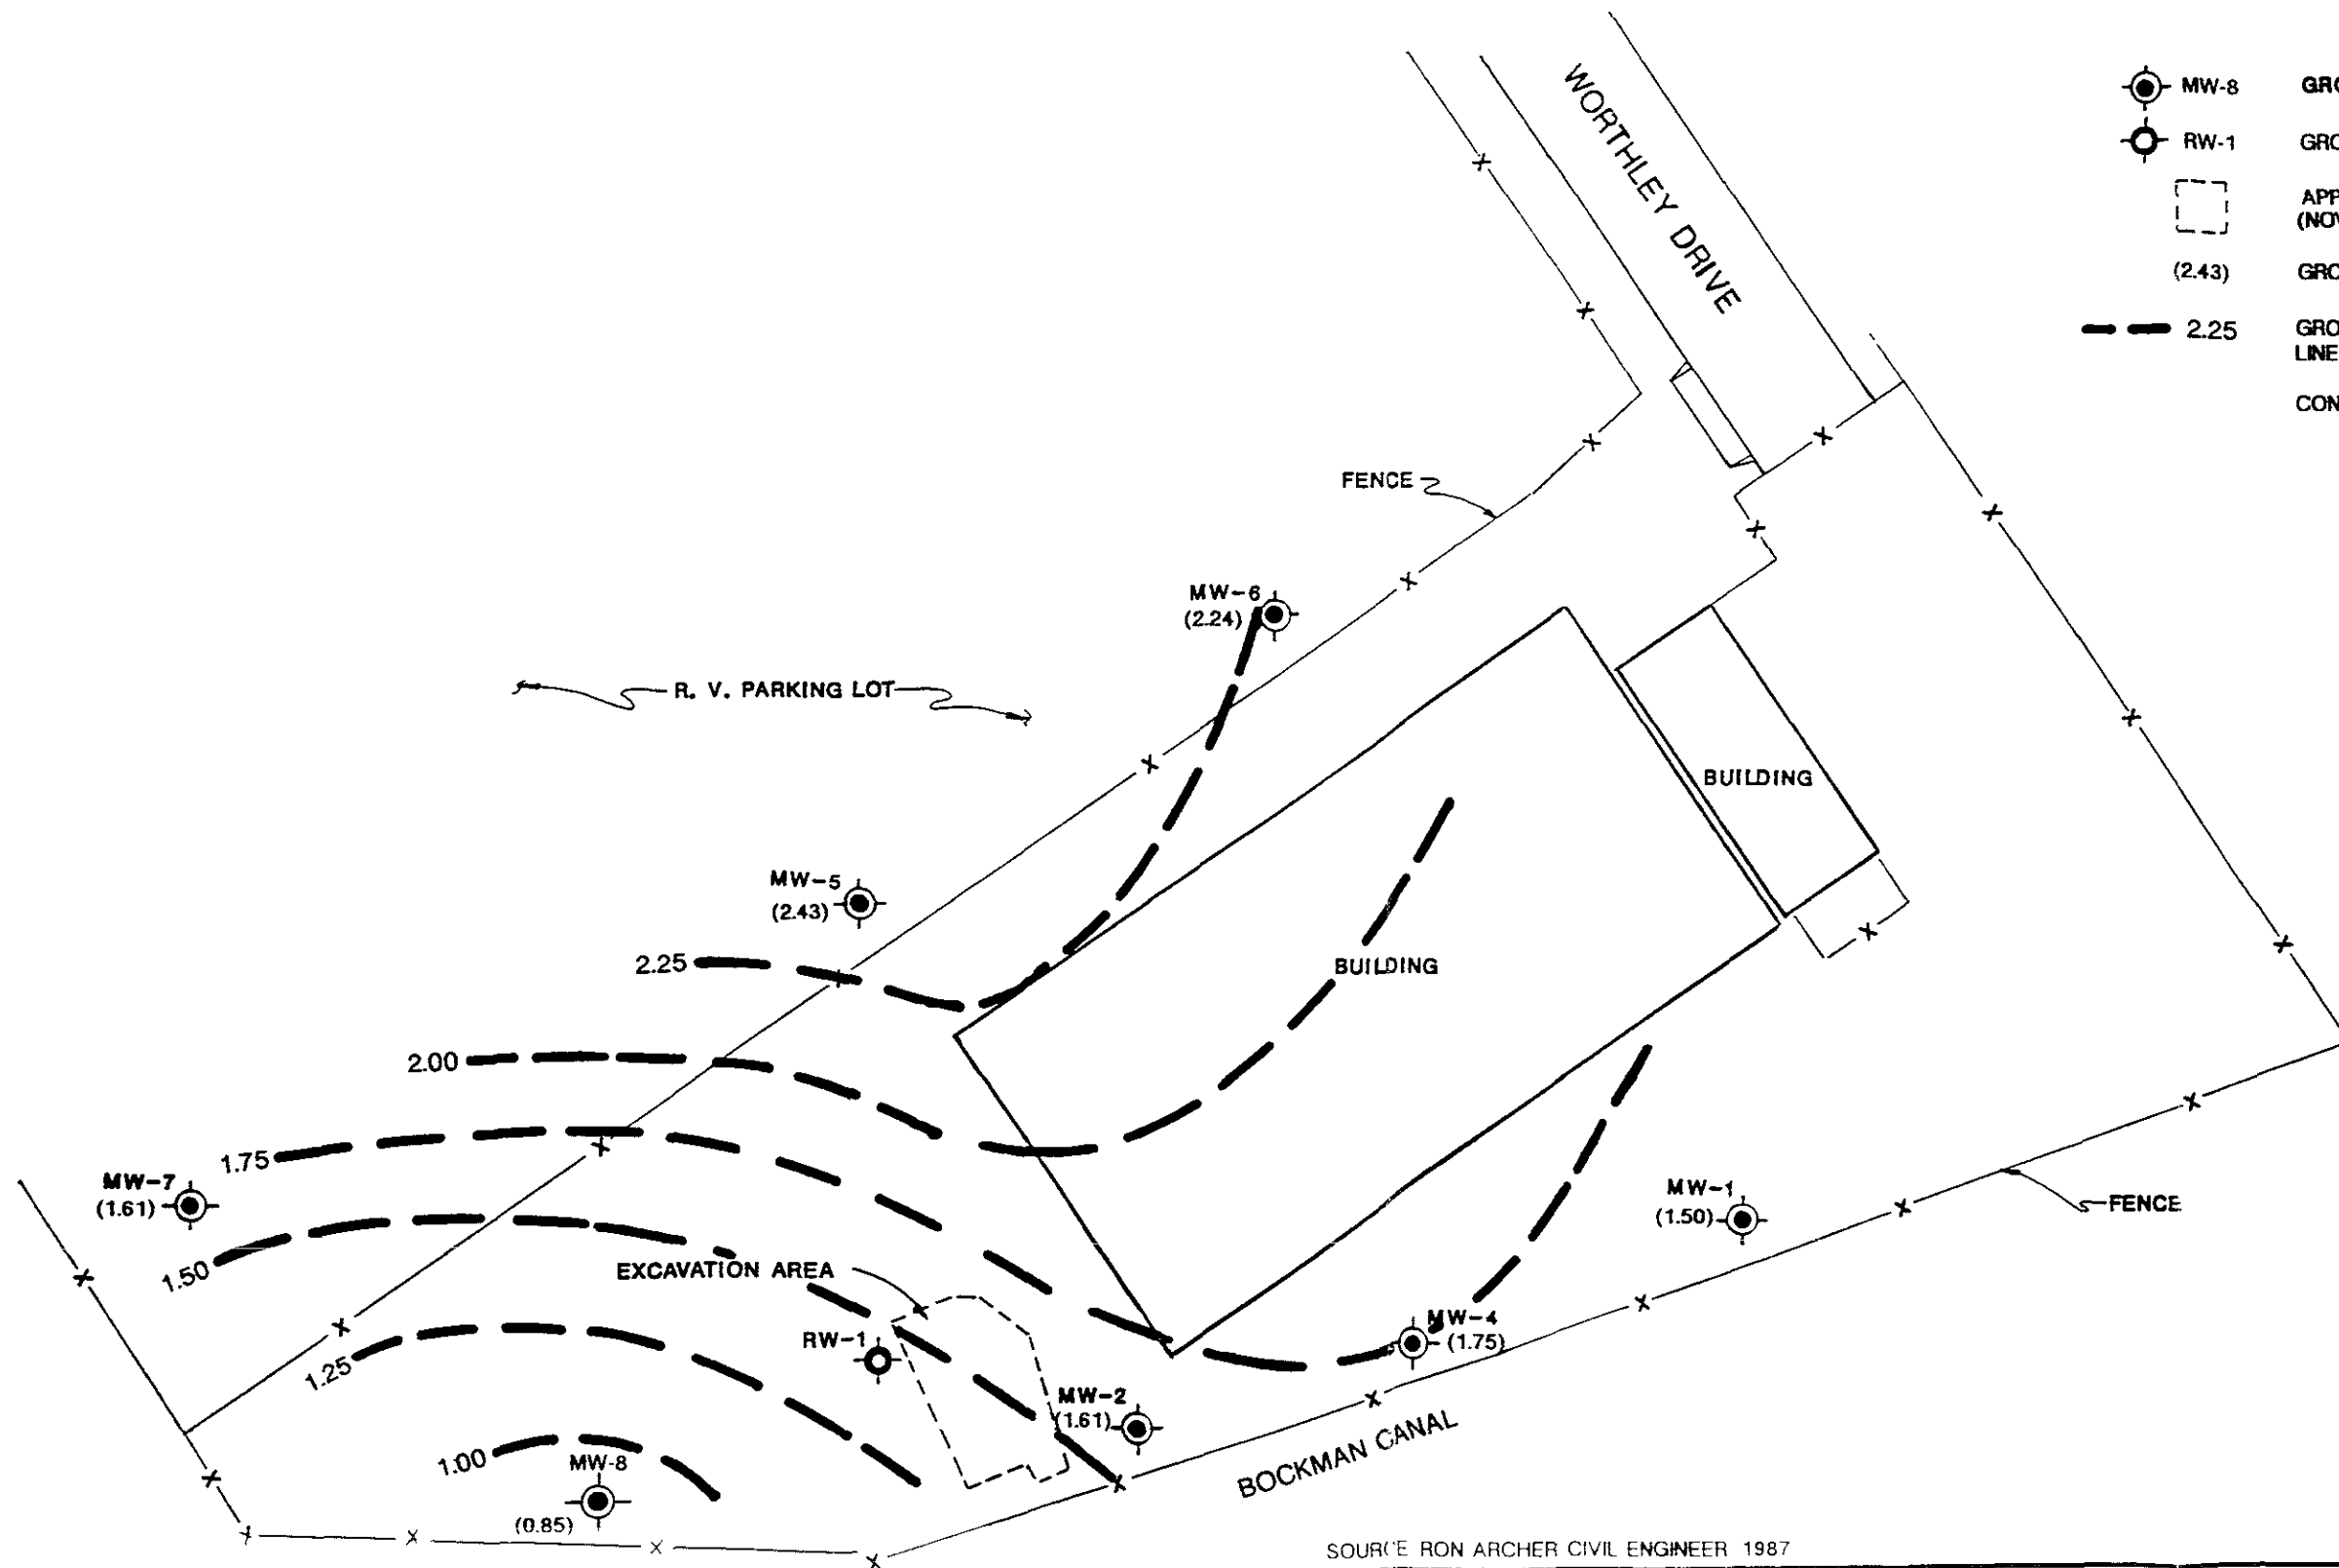 WORTHLEY DRIVE
MW-8
RW-1
(2.43)
2.25
LINE
FENCE
MW-6
(2.24)
R. V. PARKING LOT
BUILDING
MW-5
(2.43)
2.25
BUILDING
2.00
1.75
MW-7
(1.61)
MW-1
(1.50)
FENCE
1.50
EXCAVATION AREA
MW-4
(1.75)
RW-1
1.25
MW-2
(1.61)
BOCKMAN CANAL
1.00
MW-8
(0.85)
SOURCE RON ARCHER CIVIL ENGINEER 1987